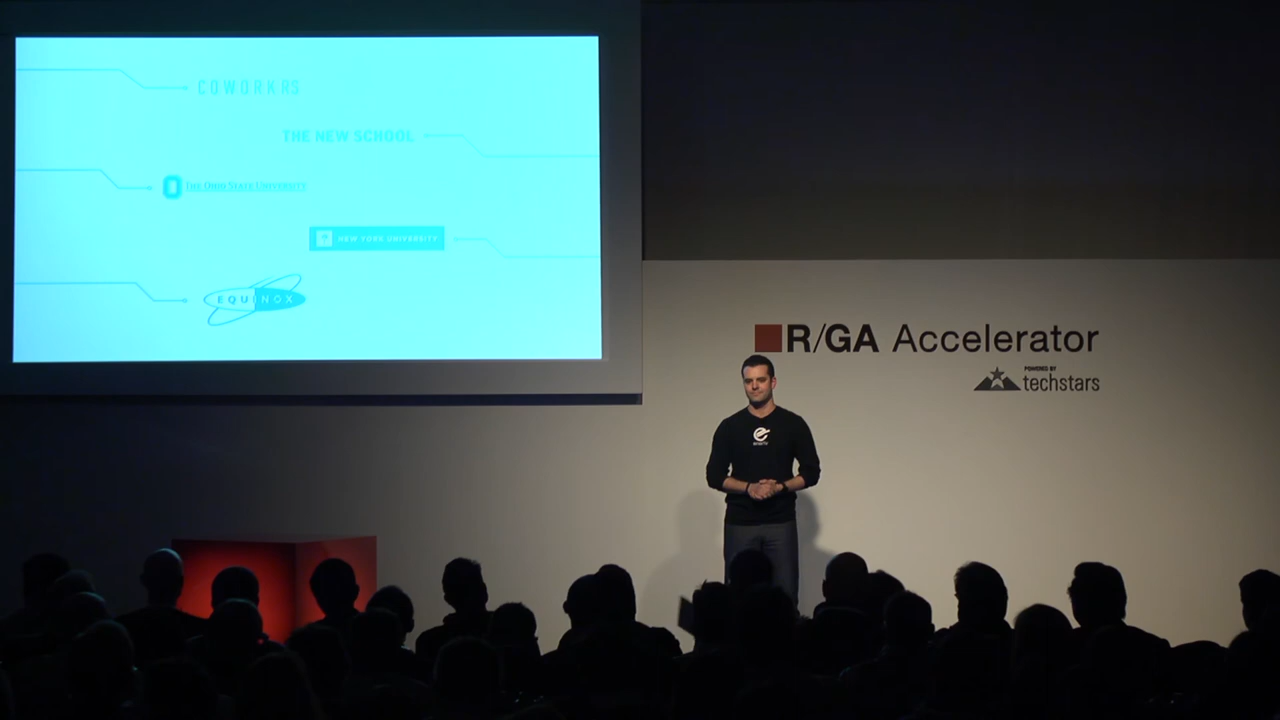 COWORKRS
THE NEW SCHOOL
THE OHIO STATE UNIVERSITY
NEW YORK UNIVERSITY
EQUINOX
R/GA Accelerator
POWERED BY
techstars